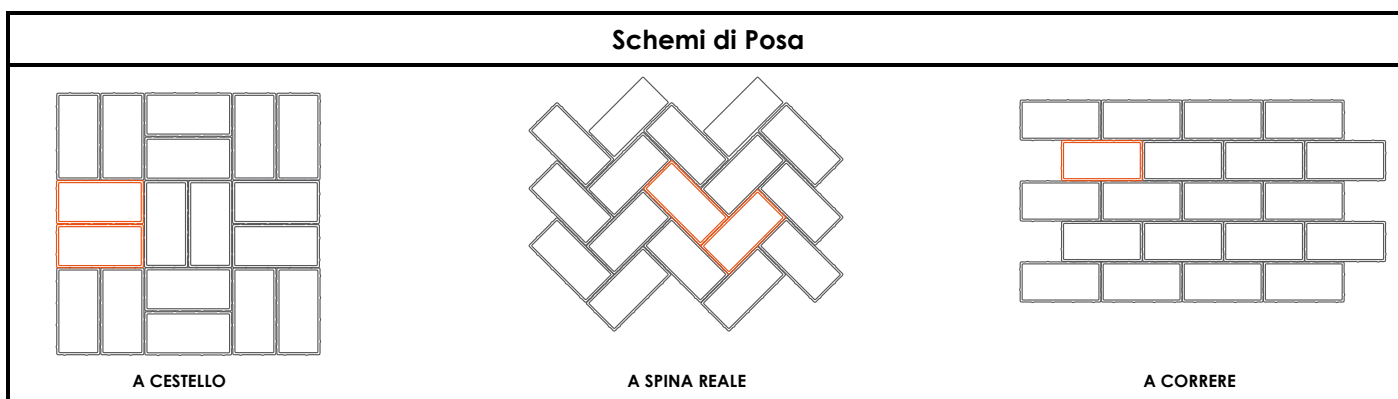 Schemi di Posa
A CESTELLO
A SPINA REALE
A CORRERE